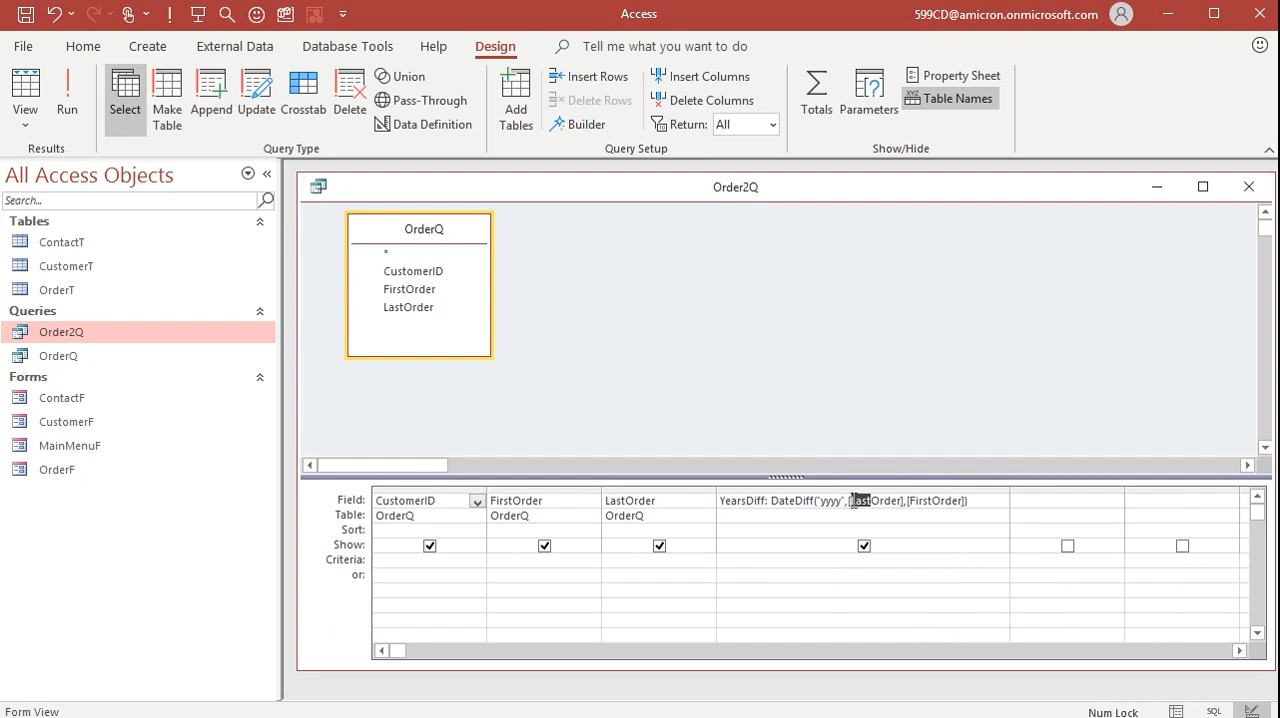 Access
599CD@amicron.onmicrosoft.com
File
Home
Create
External Data
Database Tools
Help
Design
Tell me what you want to do
View
Run
Select
Make
Table
Append
Update
Crosstab
Delete
Union
Pass-Through
Data Definition
Add
Tables
Insert Rows
Delete Rows
Builder
Insert Columns
Delete Columns
Return: All
Totals
Parameters
Property Sheet
XYZ
Table Names
Results
Query Type
Query Setup
Show/Hide
All Access Objects
Search...
Tables
ContactT
CustomerT
OrderT
Queries
Order2Q
OrderQ
Forms
ContactF
CustomerF
MainMenuF
OrderF
Order2Q
OrderQ
*
CustomerID
FirstOrder
LastOrder
Field: CustomerID FirstOrder LastOrder YearsDiff: DateDiff("yyyy",[LastOrder],[FirstOrder])
Table: OrderQ OrderQ OrderQ
Sort:
Show:
Criteria:
or:
Form View
Num Lock
SQL